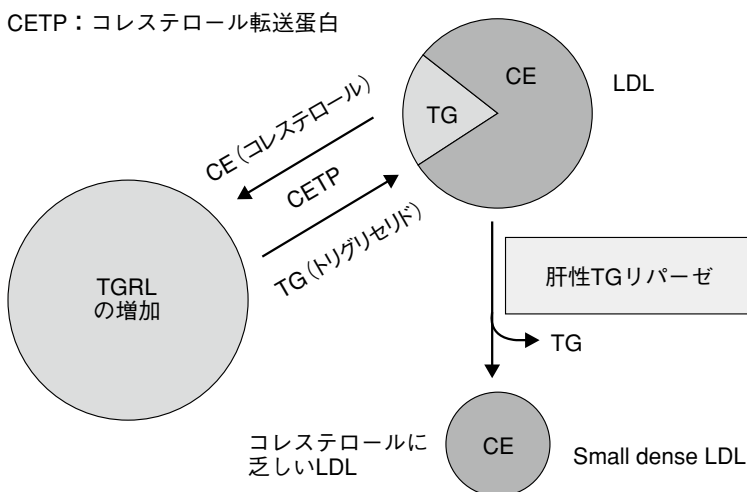 CETP：コレステロール転送蛋白
CE
LDL
TG
CE（コレステロール）
CETP
TG（トリグリセリド）
TGRL
の増加
肝性TGリパーゼ
TG
コレステロールに
乏しいLDL
CE
Small dense LDL